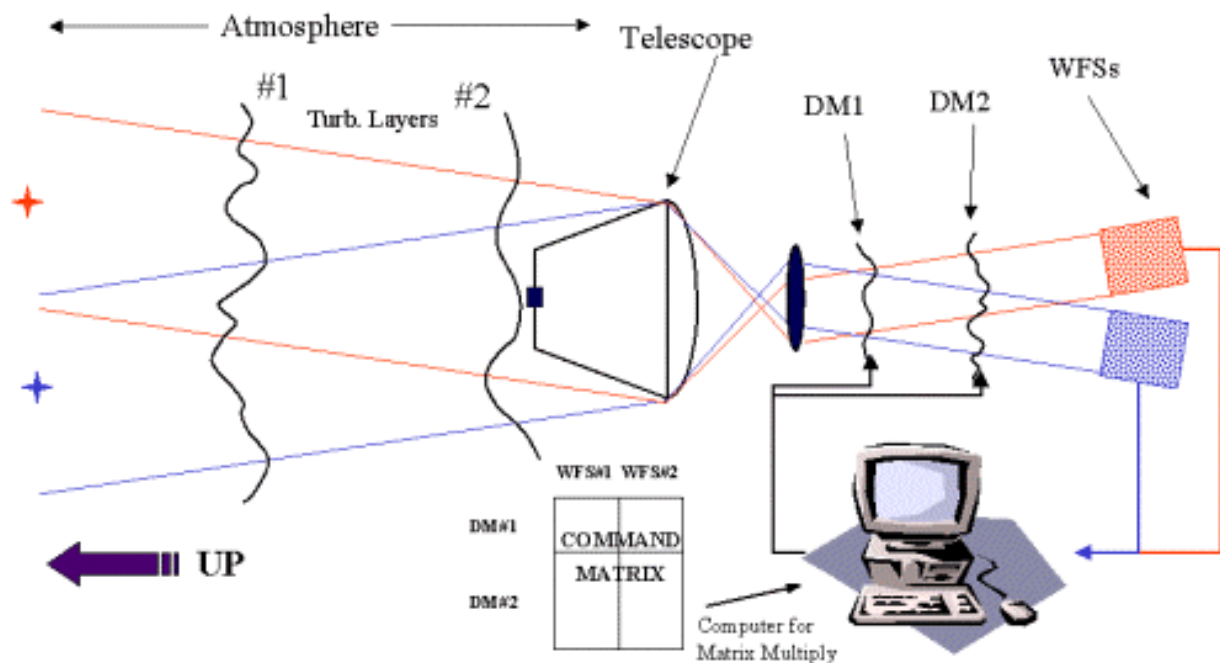 Atmosphere
Telescope
WFSs
#1
#2
DM1
DM2
Turb. Layers
WFS#1 WFS#2
DM#1
COMMAND
MATRIX
DM#2
UP
Computer for
Matrix Multiply